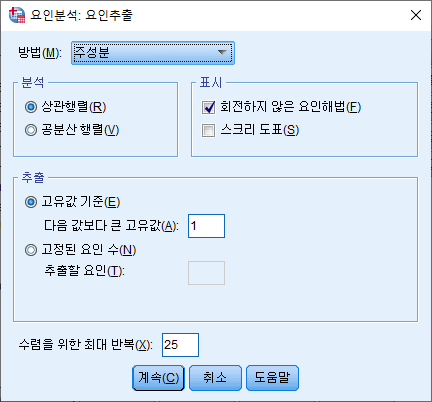 요인분석: 요인추출
방법(M): 주성분
분석
상관행렬(R)
공분산 행렬(V)
표시
회전하지 않은 요인해법(F)
스크리 도표(S)
추출
고유값 기준(E)
다음 값보다 큰 고유값(A): 1
고정된 요인 수(N)
추출할 요인(T):
수렴을 위한 최대 반복(X): 25
계속(C) 취소 도움말